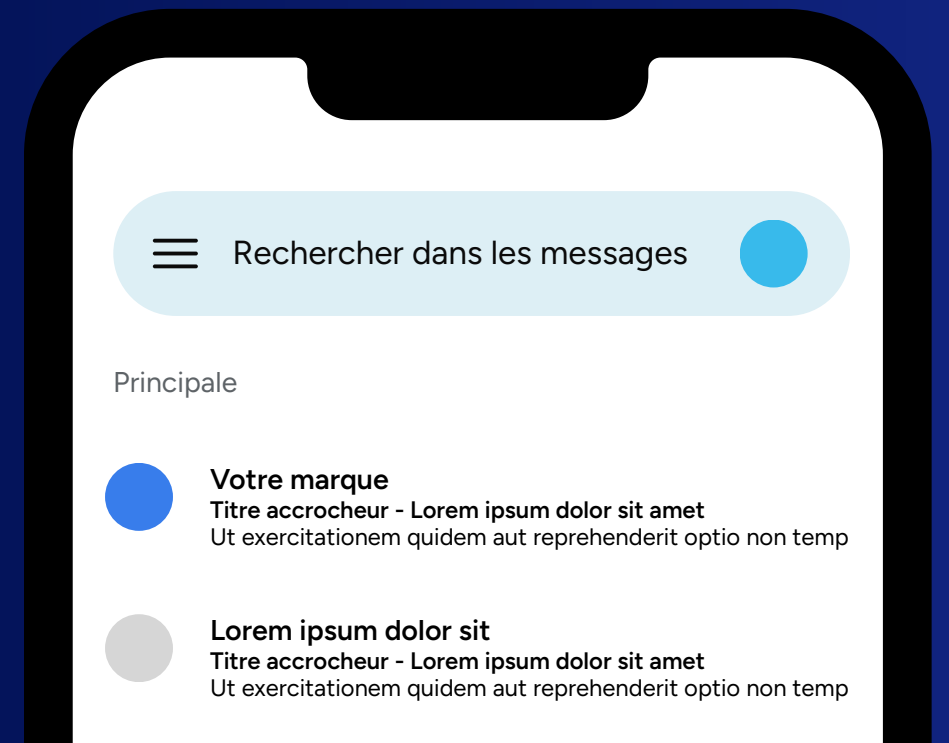 Rechercher dans les messages
Principale
Votre marque
Titre accrocheur - Lorem ipsum dolor sit amet
Ut exercitationem quidem aut reprehenderit optio non temp
Lorem ipsum dolor sit
Titre accrocheur - Lorem ipsum dolor sit amet
Ut exercitationem quidem aut reprehenderit optio non temp